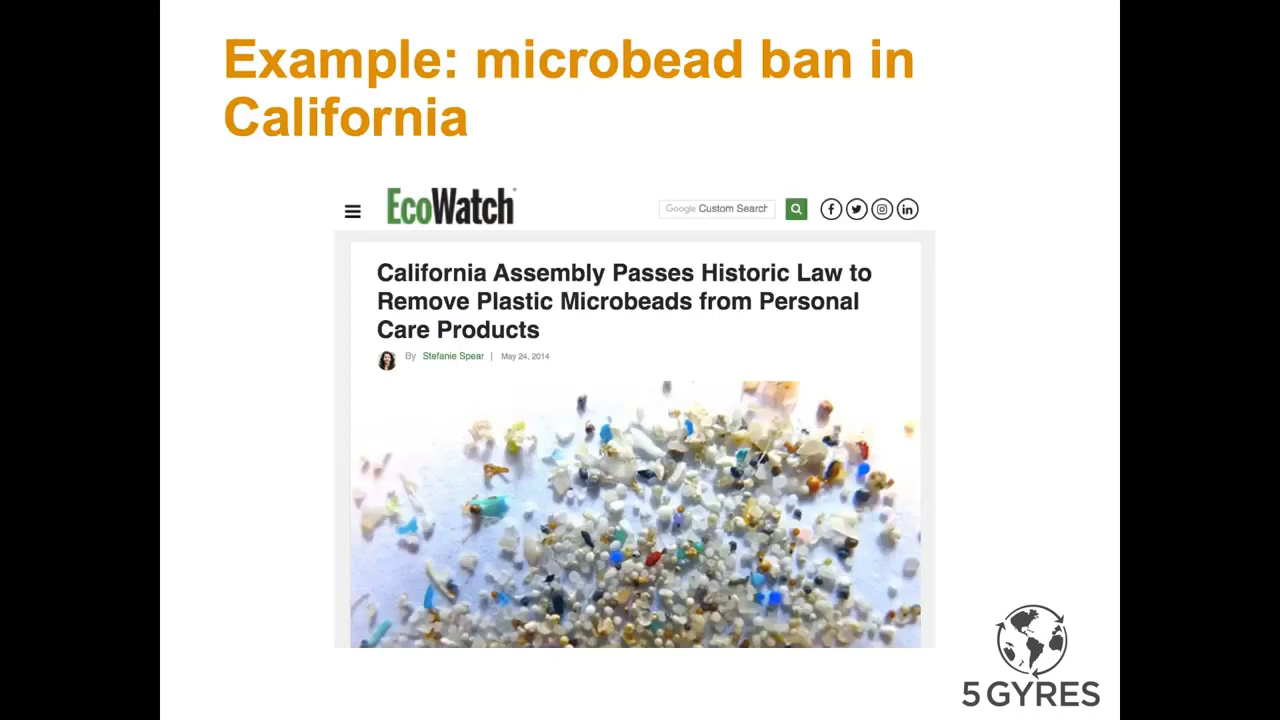 Example: microbead ban in
California
EcoWatch
Google Custom Search
California Assembly Passes Historic Law to
Remove Plastic Microbeads from Personal
Care Products
By Stefanie Spear | May 24, 2014
5 GYRES